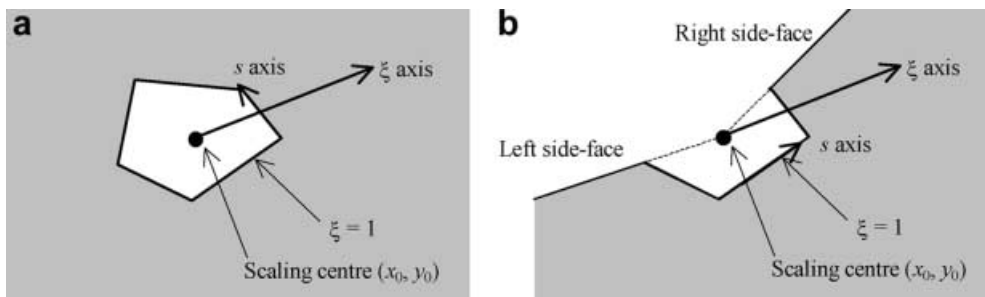 a
s axis
ξ axis
ξ = 1
Scaling centre (x₀, y₀)
b
Right side-face
ξ axis
Left side-face
s axis
ξ = 1
Scaling centre (x₀, y₀)